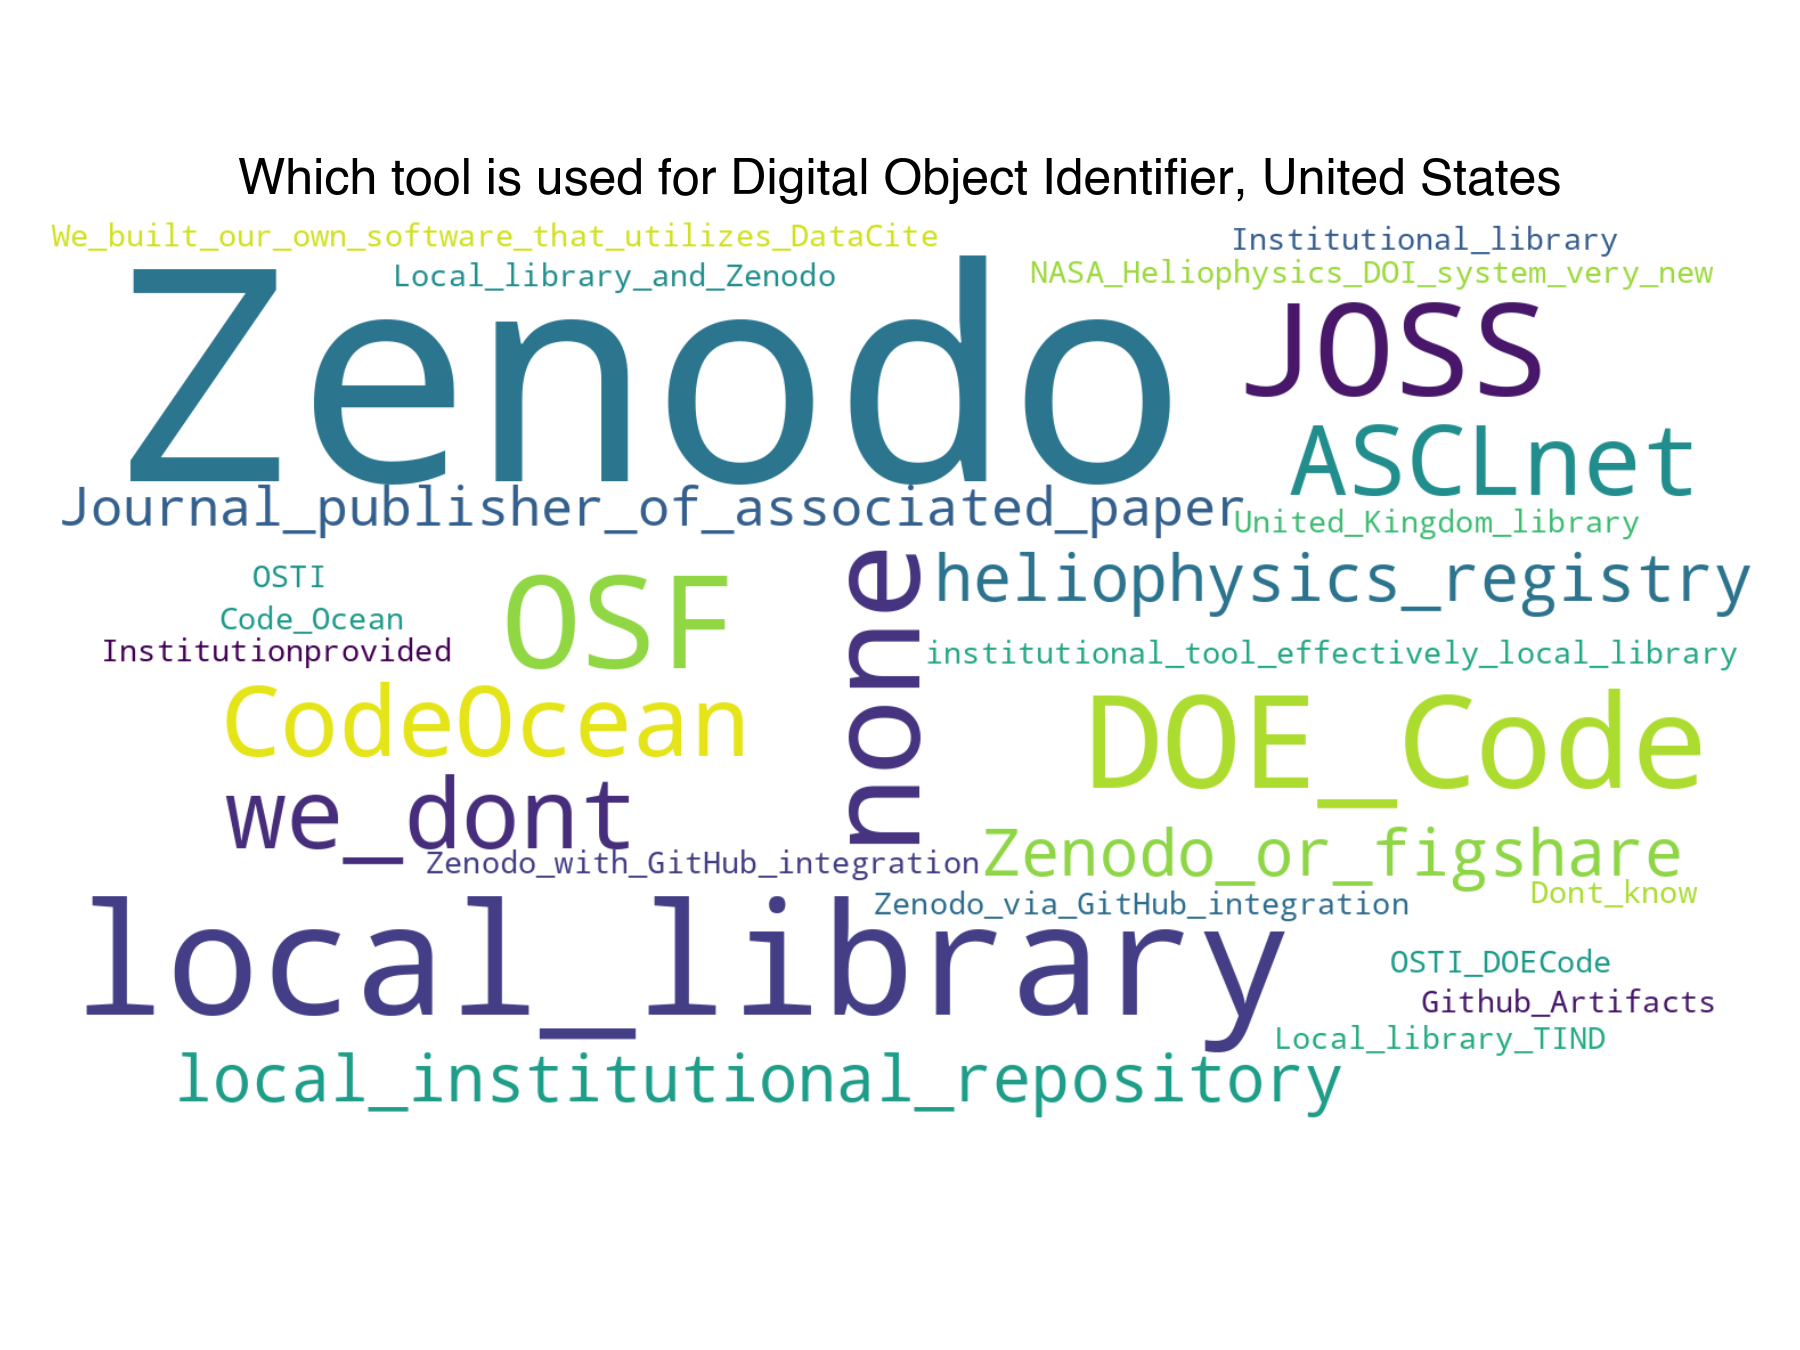 Which tool is used for Digital Object Identifier, United States
We_built_our_own_software_that_utilizes_DataCite
Institutional_library
Local_library_and_Zenodo
NASA_Heliophysics_DOI_system_very_new
Zenodo
JOSS
ASCLnet
Journal_publisher_of_associated_paper
United_Kingdom_library
OSTI
OSF
none
heliophysics_registry
Code_Ocean
Institutionprovided
institutional_tool_effectively_local_library
CodeOcean
DOE_Code
we_dont
Zenodo_with_GitHub_integration
Zenodo_or_figshare
Dont_know
Zenodo_via_GitHub_integration
local_library
OSTI_DOECode
Github_Artifacts
Local_library_TIND
local_institutional_repository